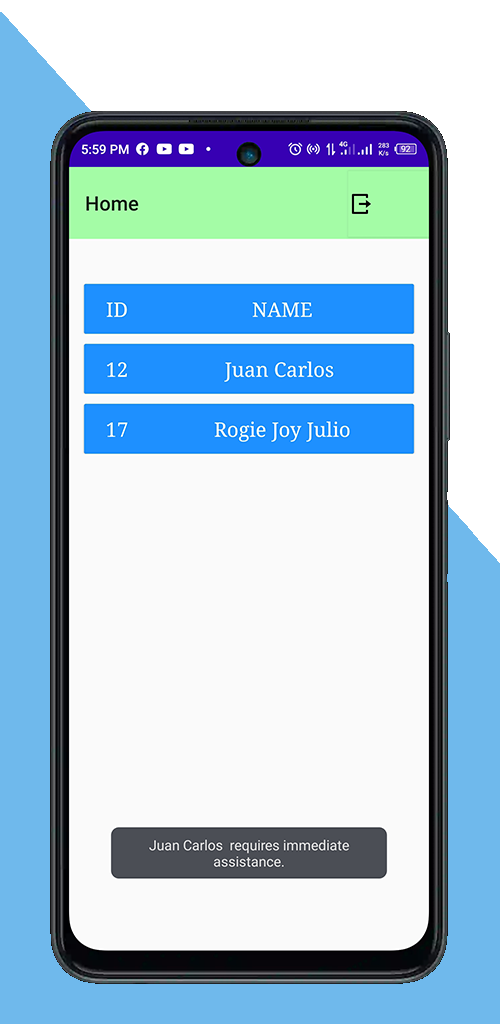 5:59 PM 4G 283 K/s 92
Home
ID NAME
12 Juan Carlos
17 Rogie Joy Julio
Juan Carlos  requires immediate
assistance.